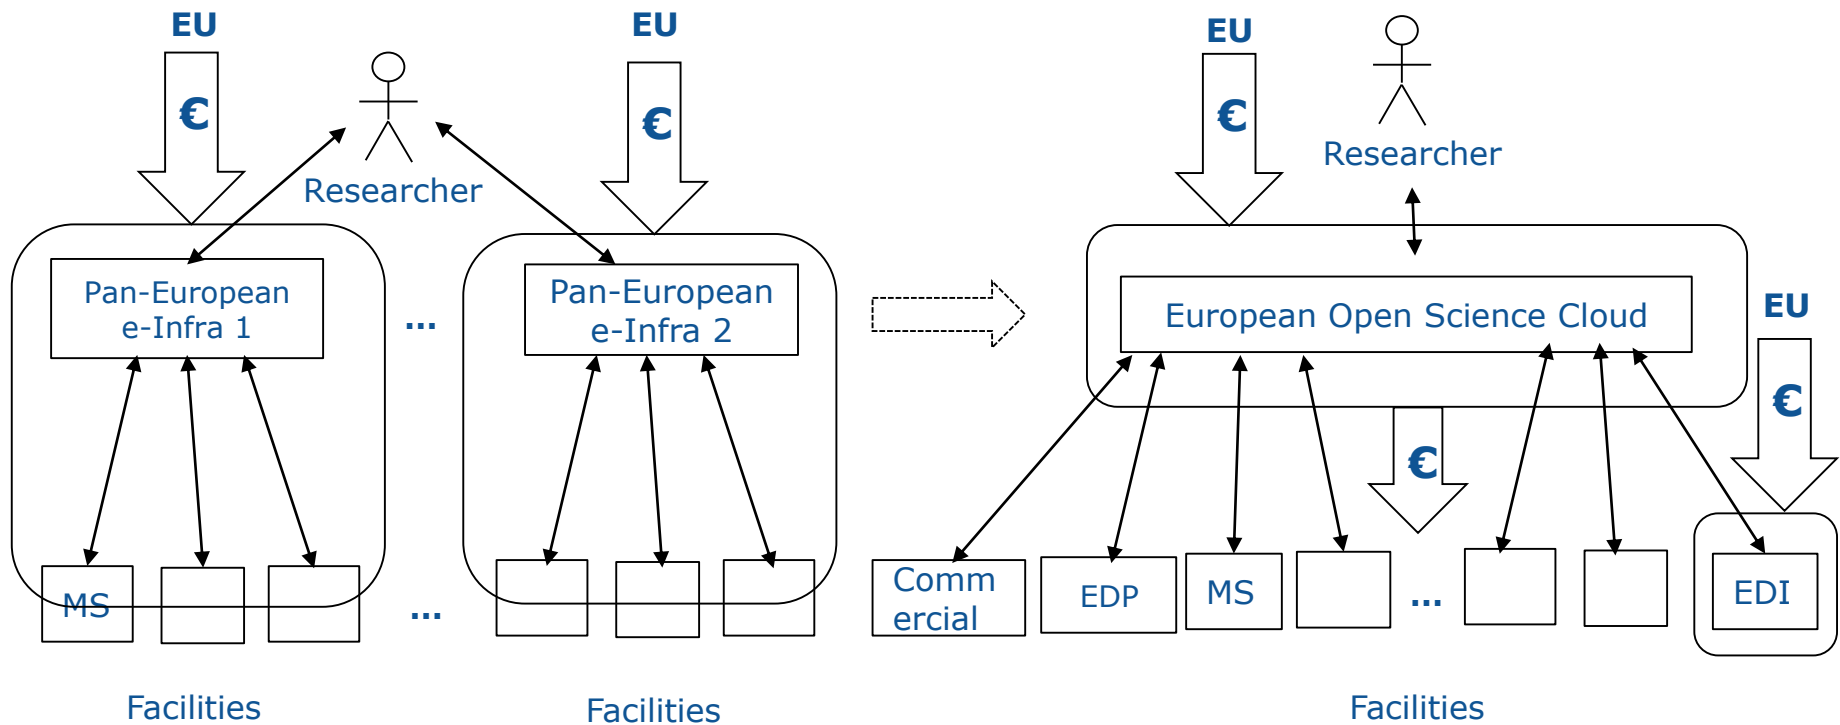 EU
€
Researcher
EU
€
Pan-European
e-Infra 1
...
Pan-European
e-Infra 2
MS
...
Facilities
Facilities
EU
€
Researcher
European Open Science Cloud
EU
€
€
Comm
ercial
EDP
MS
...
EDI
Facilities